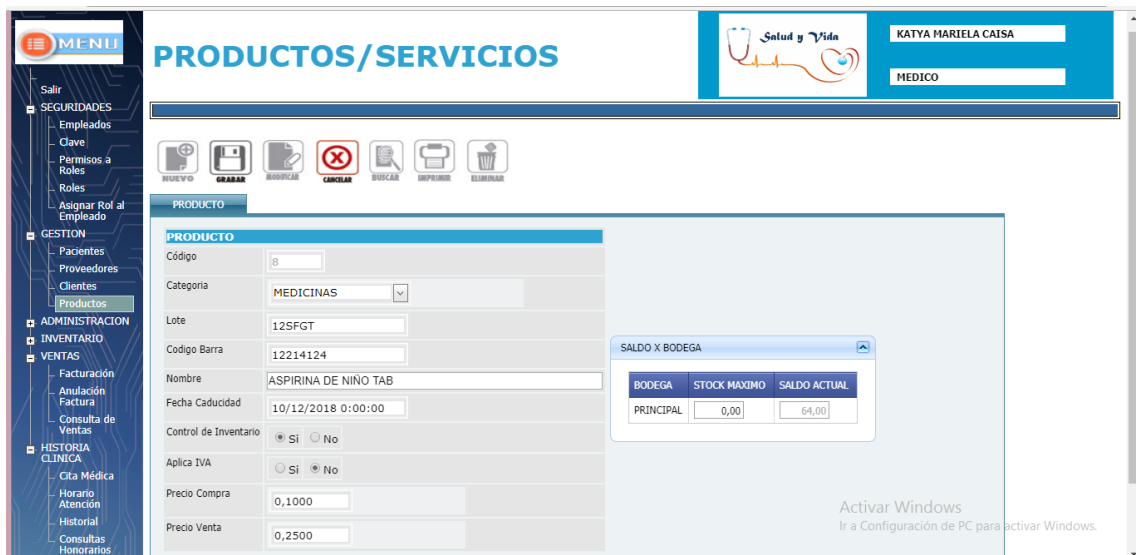 MENU
Salir
SEGURIDADES
Empleados
Clave
Permisos a
Roles
Roles
Asignar Rol al
Empleado
GESTION
Pacientes
Proveedores
Clientes
Productos
ADMINISTRACION
INVENTARIO
VENTAS
Facturación
Anulación
Factura
Consulta de
Ventas
HISTORIA
CLINICA
Cita Médica
Horario
Atención
Historial
Consultas
Honorarios
PRODUCTOS/SERVICIOS
Salud y Vida
KATYA MARIELA CAISA
MEDICO
NUEVO GRABAR MODIFICAR CANCELAR BUSCAR IMPRIMIR ELIMINAR
PRODUCTO
PRODUCTO
Código 8
Categoria MEDICINAS
Lote 12SFGT
Codigo Barra 12214124
Nombre ASPIRINA DE NIÑO TAB
Fecha Caducidad 10/12/2018 0:00:00
Control de Inventario Si No
Aplica IVA Si No
Precio Compra 0,1000
Precio Venta 0,2500
SALDO X BODEGA
BODEGA STOCK MAXIMO SALDO ACTUAL
PRINCIPAL 0,00 64,00
Activar Windows
Ir a Configuración de PC para activar Windows.